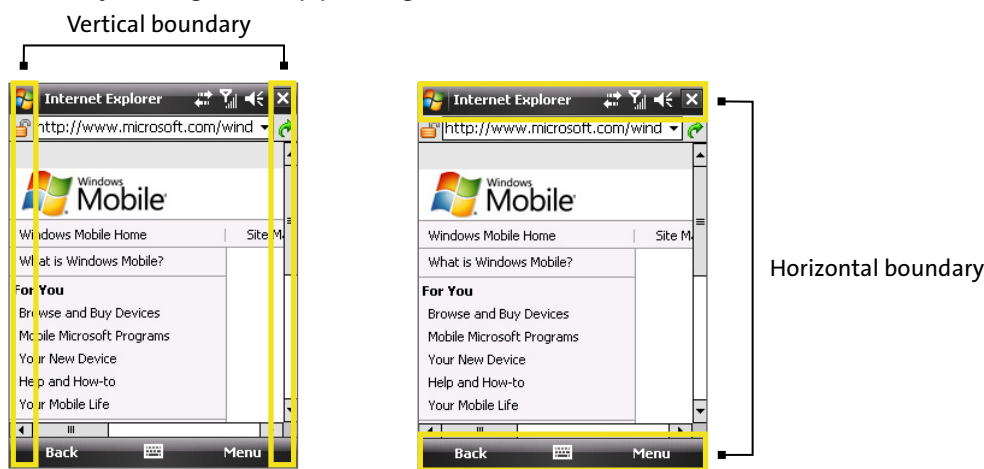 Vertical boundary
Internet Explorer
http://www.microsoft.com/wind
Windows
Mobile
Windows Mobile Home | Site M
What is Windows Mobile?
For You
Browse and Buy Devices
Mobile Microsoft Programs
Your New Device
Help and How-to
Your Mobile Life
Back Menu
Internet Explorer
http://www.microsoft.com/wind
Windows
Mobile
Windows Mobile Home | Site M
What is Windows Mobile?
For You
Browse and Buy Devices
Mobile Microsoft Programs
Your New Device
Help and How-to
Your Mobile Life
Back Menu
Horizontal boundary